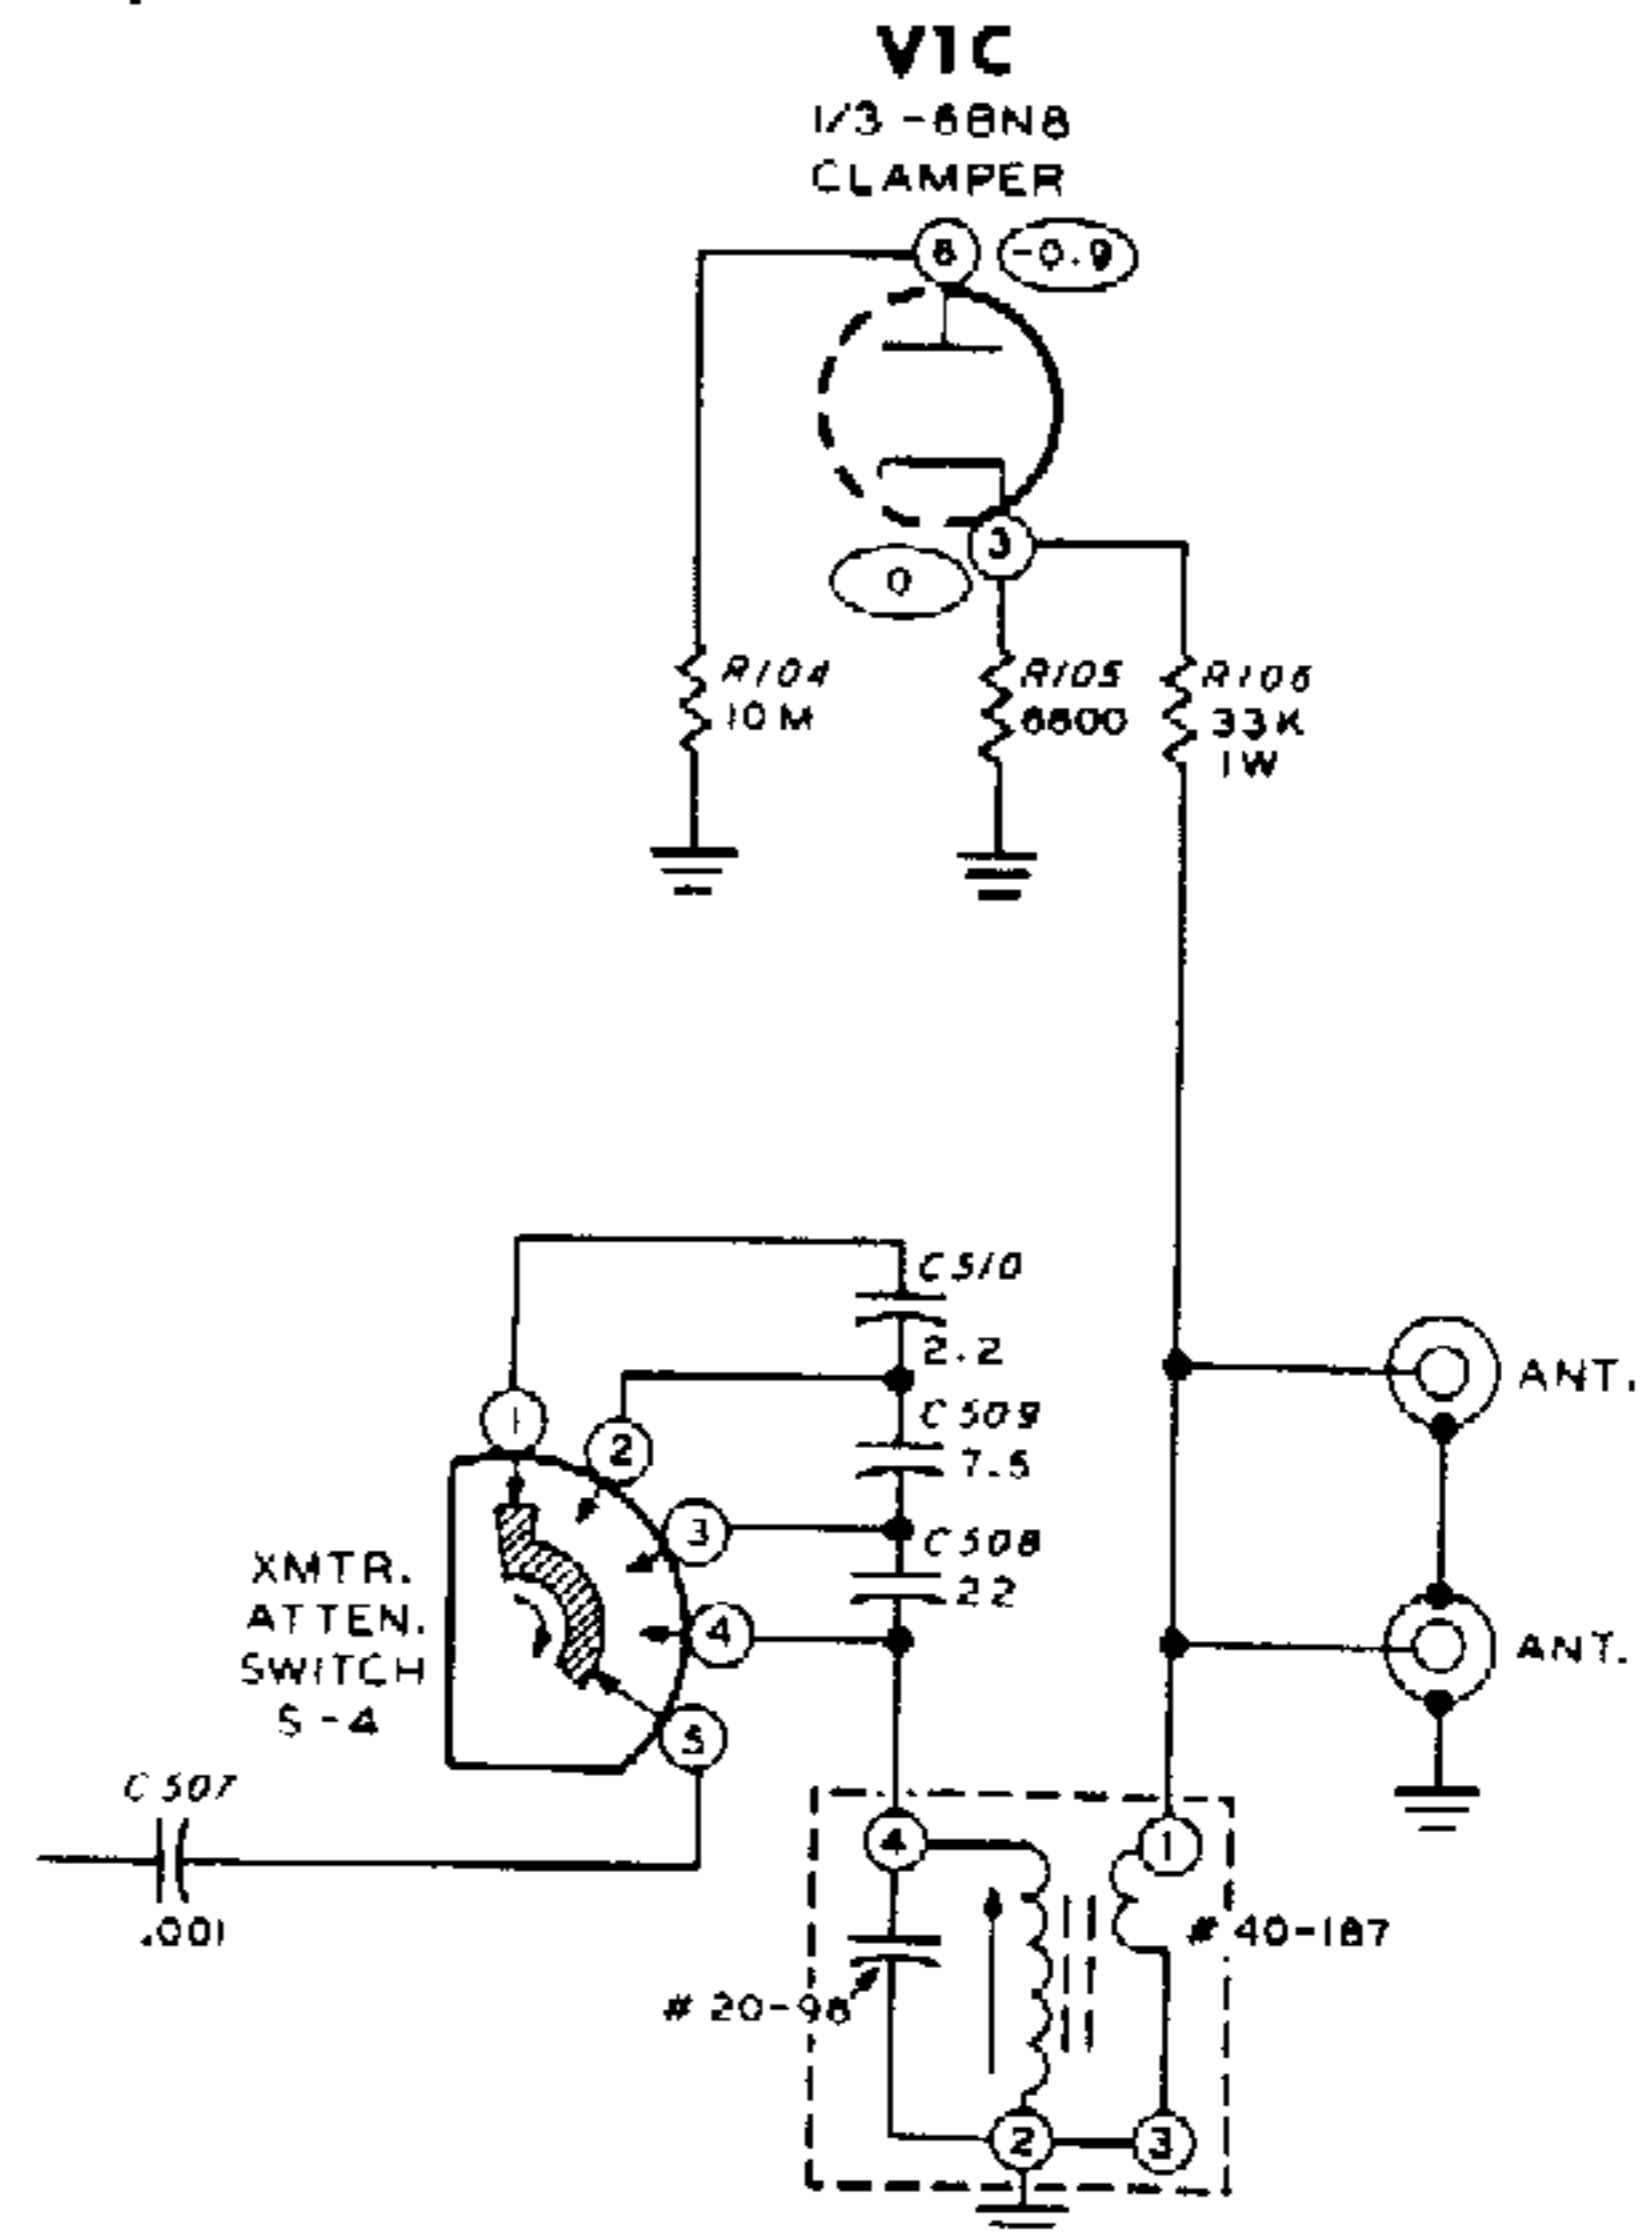 V1C
1/3-6BN8
CLAMPER
8
-0.9
3
0
R104
10M
R105
6800
R106
33K
1W
C510
2.2
ANT.
C509
7.5
1
2
3
C508
22
4
XMTR.
ATTEN.
SWITCH
S-4
ANT.
5
C507
.001
4
1
# 40-187
# 20-98
2
3